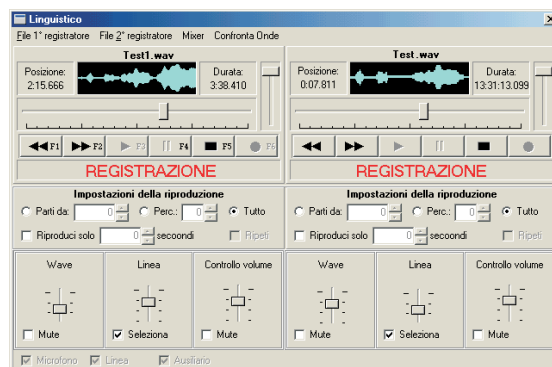 Linguistico
File 1° registratore File 2° registratore Mixer Confronta Onde
Test1.wav
Posizione:
2:15.666
Durata:
3:38.410
F1 F2 F3 F4 F5 F6
REGISTRAZIONE
Impostazioni della riproduzione
Parti da: 0 Perc.: 0 Tutto
Riproduci solo 0 secoondi Ripeti
Wave Linea Controllo volume
Mute Seleziona Mute
Test.wav
Posizione:
0:07.811
Durata:
13:31:13.099
REGISTRAZIONE
Impostazioni della riproduzione
Parti da: 0 Perc.: 0 Tutto
Riproduci solo 0 secoondi Ripeti
Wave Linea Controllo volume
Mute Seleziona Mute
Microfono Linea Ausiliario